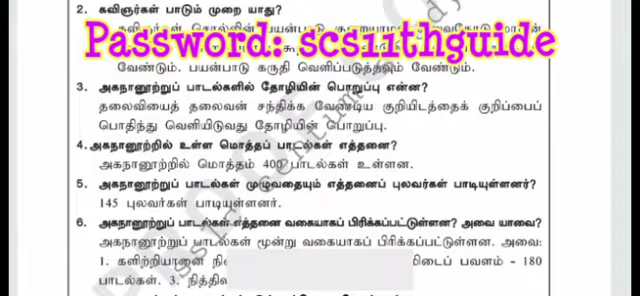 2. கவிஞர்கள் பாடும் முறை யாது?
Password: scs11thguide
வேண்டும். பயன்பாடு கருதி வெளிப்படுத்தவும் வேண்டும்.
3. அகநானூற்றுப் பாடல்களில் தோழியின் பொறுப்பு என்ன?
தலைவியைத் தலைவன் சந்திக்க வேண்டிய குறியிடத்தைக் குறிப்பைப்
பொதிந்து வெளியிடுவது தோழியின் பொறுப்பு.
4. அகநானூற்றில் உள்ள மொத்தப் பாடல்கள் எத்தனை?
அகநானூற்றில் மொத்தம் 400 பாடல்கள் உள்ளன.
5. அகநானூற்றுப் பாடல்கள் முழுவதையும் எத்தனைப் புலவர்கள் பாடியுள்ளனர்?
145 புலவர்கள் பாடியுள்ளனர்.
6. அகநானூற்றுப் பாடல்கள் எத்தனை வகையாகப் பிரிக்கப்பட்டுள்ளன? அவை யாவை?
அகநானூற்றுப் பாடல்கள் மூன்று வகையாகப் பிரிக்கப்பட்டுள்ளன. அவை:
1. களிற்றியானை நி மிடைப் பவளம் - 180
பாடல்கள். 3. நித்தில